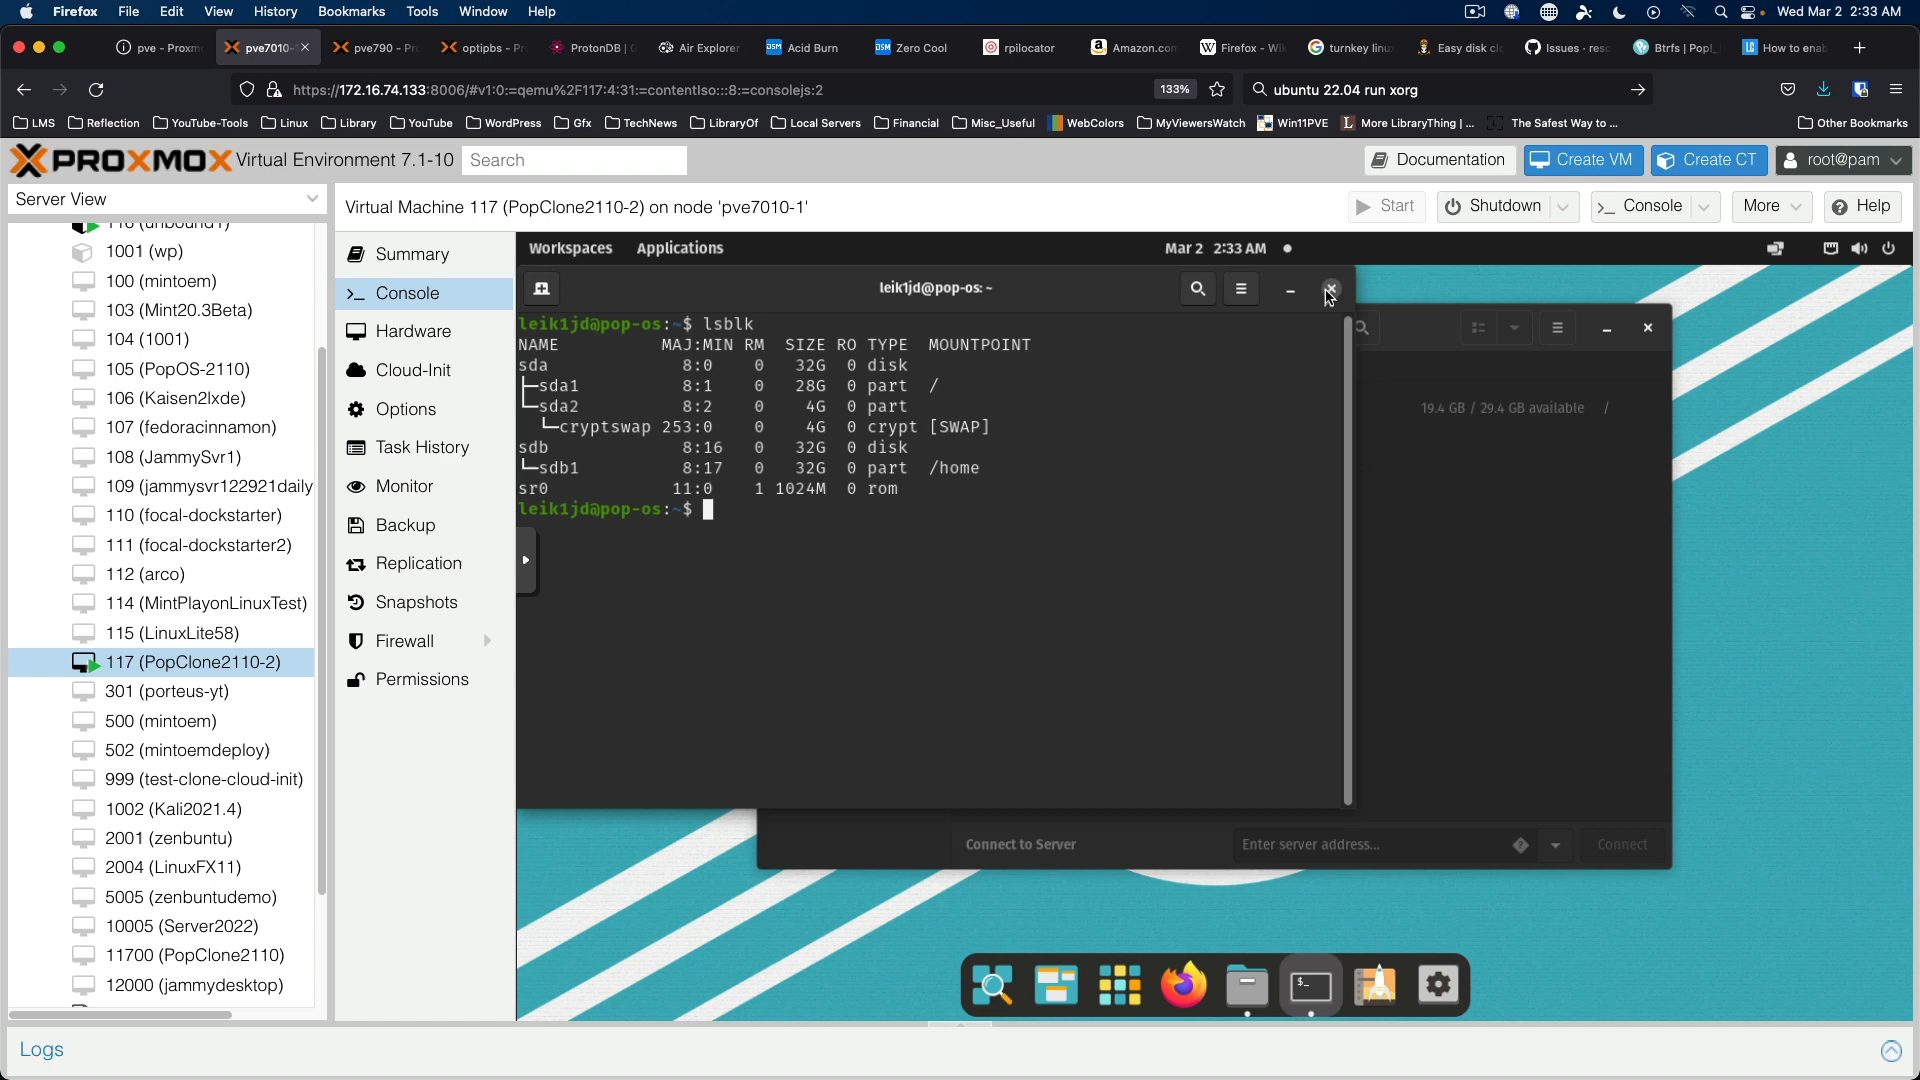 Firefox File Edit View History Bookmarks Tools Window Help Wed Mar 2 2:33 AM
pve - Proxm pve7010- pve790 - Pr optipbs - Pr ProtonDB | G Air Explorer Acid Burn Zero Cool rpilocator Amazon.com Firefox - Wi turnkey linu Easy disk cl Issues · resc Btrfs | Pop!_ How to enab
https://172.16.74.133:8006/#v1:0:=qemu%2F117:4:31:=contentIso:::8:=consolejs:2 133% ubuntu 22.04 run xorg
LMS Reflection YouTube-Tools Linux Library YouTube WordPress Gfx TechNews LibraryOf Local Servers Financial Misc_Useful WebColors MyViewersWatch Win11PVE More LibraryThing | ... The Safest Way to ... Other Bookmarks
PROXMOX Virtual Environment 7.1-10 Search Documentation Create VM Create CT root@pam
Server View
Virtual Machine 117 (PopClone2110-2) on node 'pve7010-1' Start Shutdown Console More Help
116 (unbound1)
1001 (wp)
100 (mintoem)
103 (Mint20.3Beta)
104 (1001)
105 (PopOS-2110)
106 (Kaisen2lxde)
107 (fedoracinnamon)
108 (JammySvr1)
109 (jammysvr122921daily
110 (focal-dockstarter)
111 (focal-dockstarter2)
112 (arco)
114 (MintPlayonLinuxTest)
115 (LinuxLite58)
117 (PopClone2110-2)
301 (porteus-yt)
500 (mintoem)
502 (mintoemdeploy)
999 (test-clone-cloud-init)
1002 (Kali2021.4)
2001 (zenbuntu)
2004 (LinuxFX11)
5005 (zenbuntudemo)
10005 (Server2022)
11700 (PopClone2110)
12000 (jammydesktop)
Summary
Console
Hardware
Cloud-Init
Options
Task History
Monitor
Backup
Replication
Snapshots
Firewall
Permissions
Workspaces Applications Mar 2 2:33 AM
leik1jd@pop-os: ~
leik1jd@pop-os:~$ lsblk
NAME MAJ:MIN RM SIZE RO TYPE MOUNTPOINT
sda 8:0 0 32G 0 disk
├─sda1 8:1 0 28G 0 part /
└─sda2 8:2 0 4G 0 part
└─cryptswap 253:0 0 4G 0 crypt [SWAP]
sdb 8:16 0 32G 0 disk
└─sdb1 8:17 0 32G 0 part /home
sr0 11:0 1 1024M 0 rom
leik1jd@pop-os:~$
19.4 GB / 29.4 GB available /
Connect to Server Enter server address... Connect
Logs